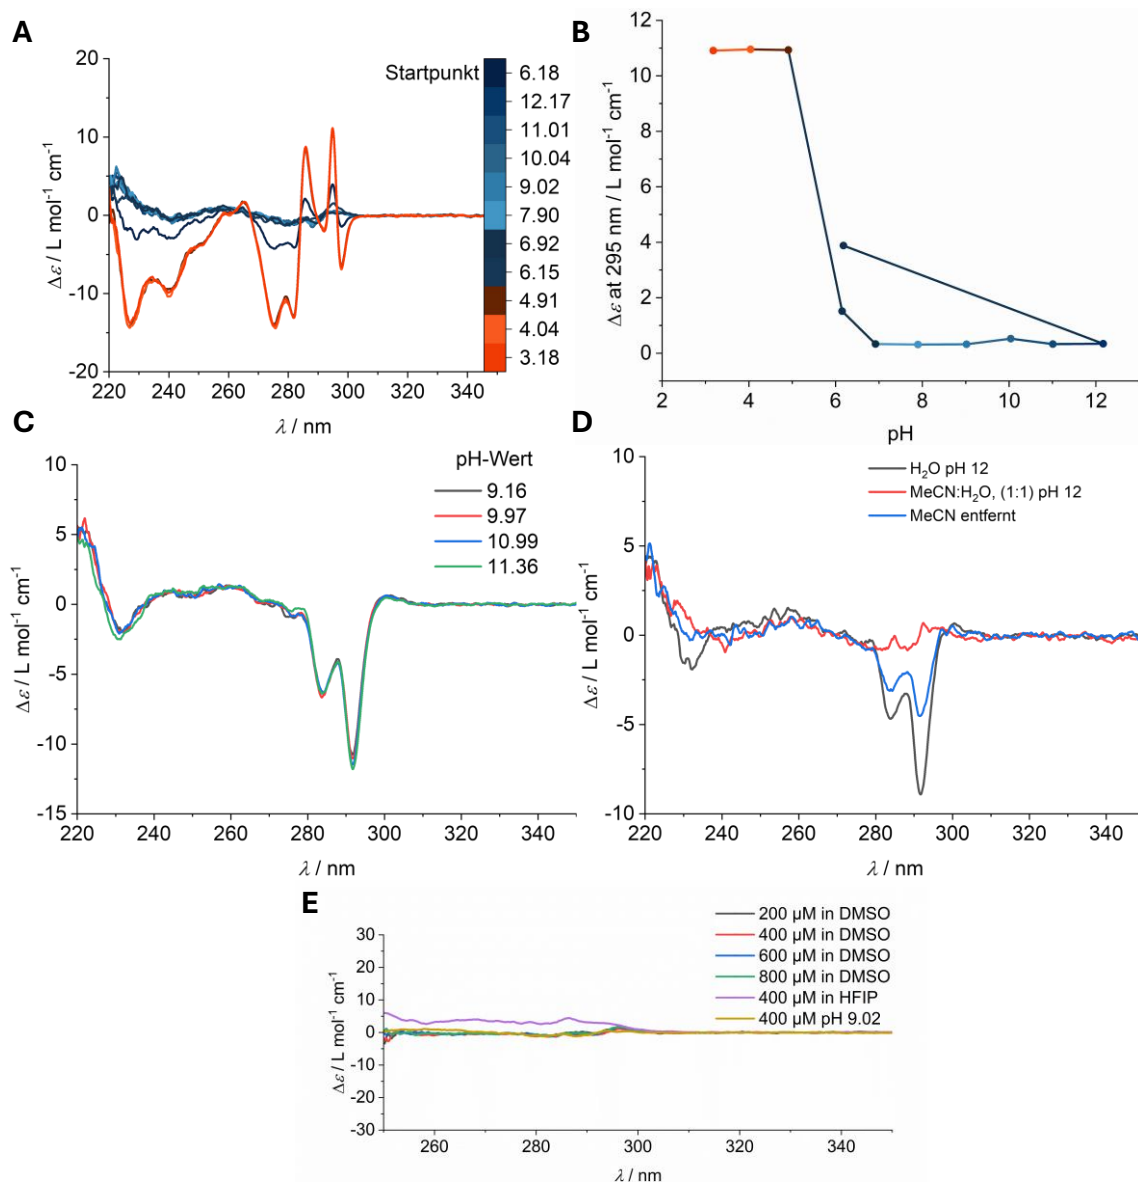 A
Δε / L mol⁻¹ cm⁻¹
20
10
0
-10
-20
220 240 260 280 300 320 340
λ / nm
Startpunkt
6.18
12.17
11.01
10.04
9.02
7.90
6.92
6.15
4.91
4.04
3.18
B
Δε at 295 nm / L mol⁻¹ cm⁻¹
12
10
8
6
4
2
0
2 4 6 8 10 12
pH
C
Δε / L mol⁻¹ cm⁻¹
10
5
0
-5
-10
-15
220 240 260 280 300 320 340
λ / nm
pH-Wert
9.16
9.97
10.99
11.36
D
Δε / L mol⁻¹ cm⁻¹
10
5
0
-5
-10
220 240 260 280 300 320 340
λ / nm
H₂O pH 12
MeCN:H₂O, (1:1) pH 12
MeCN entfernt
E
Δε / L mol⁻¹ cm⁻¹
30
20
10
0
-10
-20
-30
260 280 300 320 340
λ / nm
200 µM in DMSO
400 µM in DMSO
600 µM in DMSO
800 µM in DMSO
400 µM in HFIP
400 µM pH 9.02